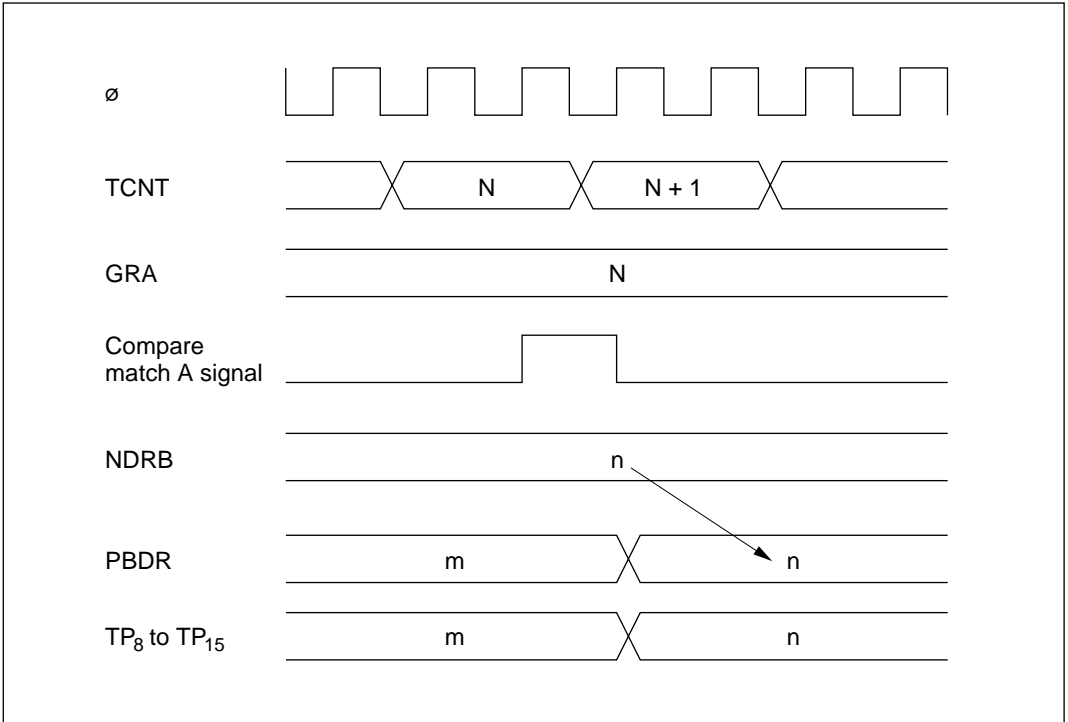 ø
TCNT N N + 1
GRA N
Compare
match A signal
NDRB n
PBDR m n
TP8 to TP15 m n